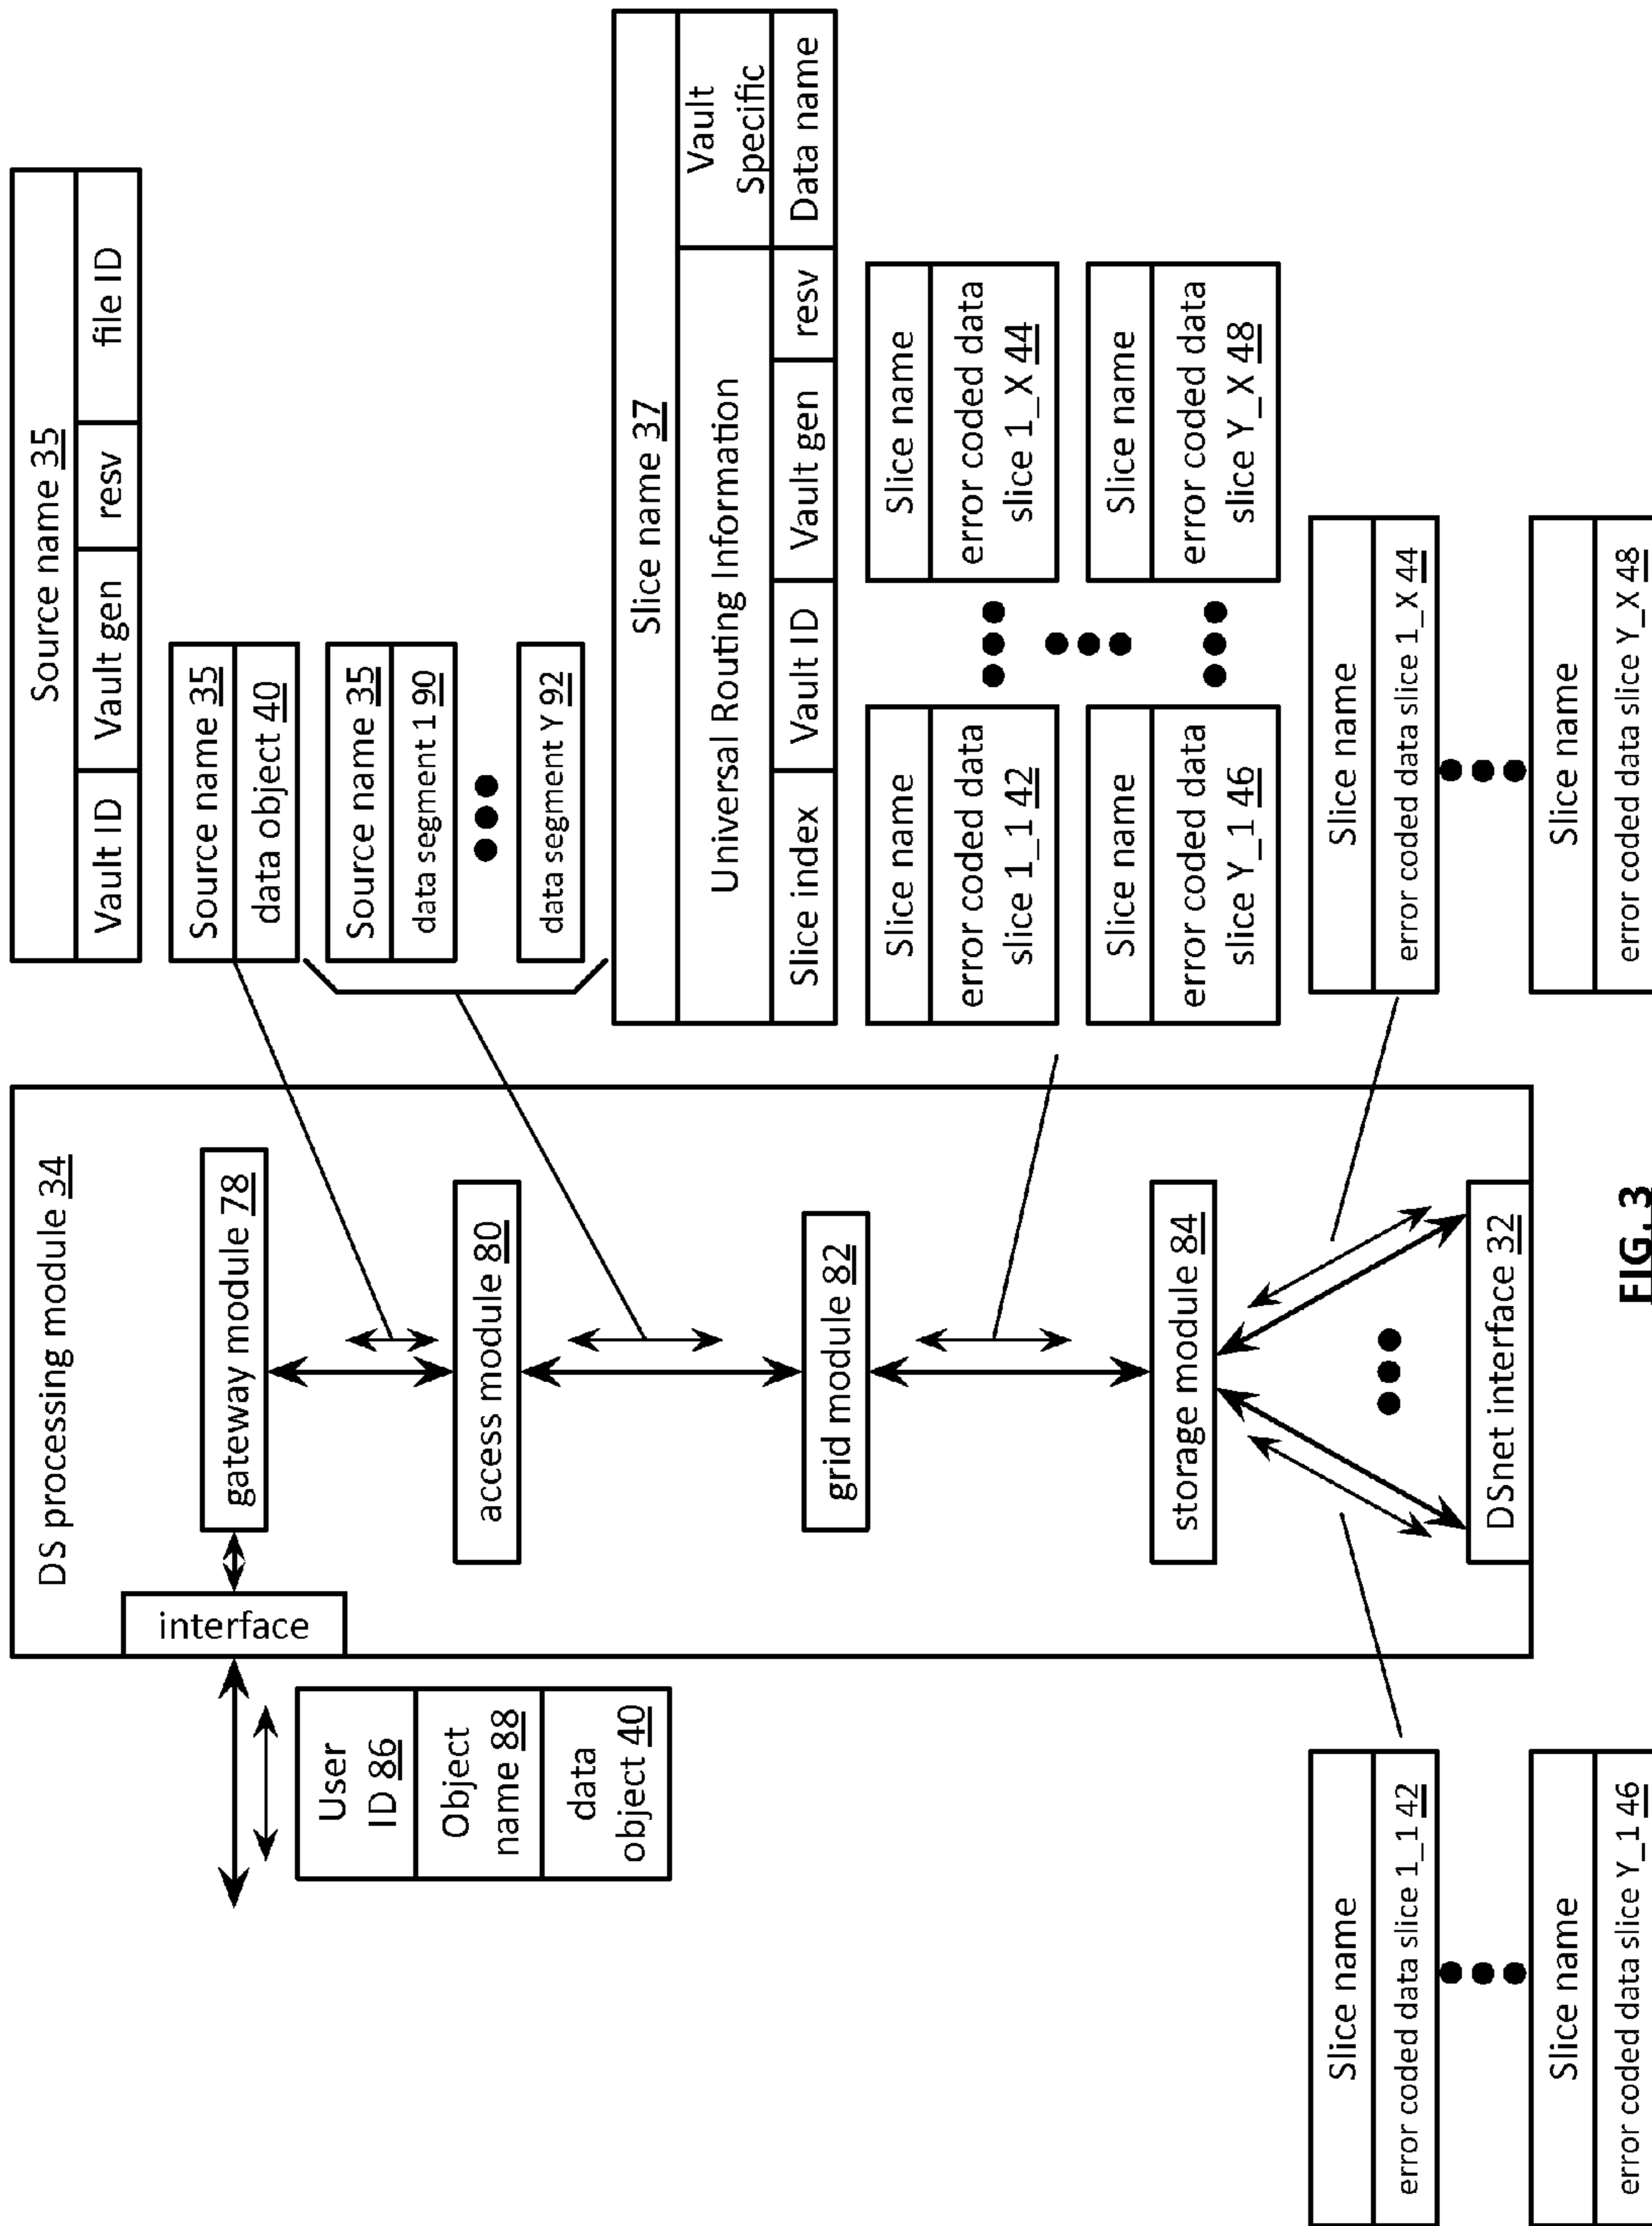 DS processing module 34
interface
gateway module 78
access module 80
grid module 82
storage module 84
DSnet interface 32
User
ID 86
Object
name 88
data
object 40
Source name 35
Vault ID
Vault gen
resv
file ID
Source name 35
data object 40
Source name 35
data segment 1 90
data segment Y 92
Slice name 37
Universal Routing Information
Vault
Specific
Slice index
Vault ID
Vault gen
resv
Data name
Slice name
error coded data
slice 1_1 42
Slice name
error coded data
slice 1_X 44
Slice name
error coded data
slice Y_1 46
Slice name
error coded data
slice Y_X 48
Slice name
error coded data slice 1_1 42
Slice name
error coded data slice Y_1 46
Slice name
error coded data slice 1_X 44
Slice name
error coded data slice Y_X 48
FIG. 3